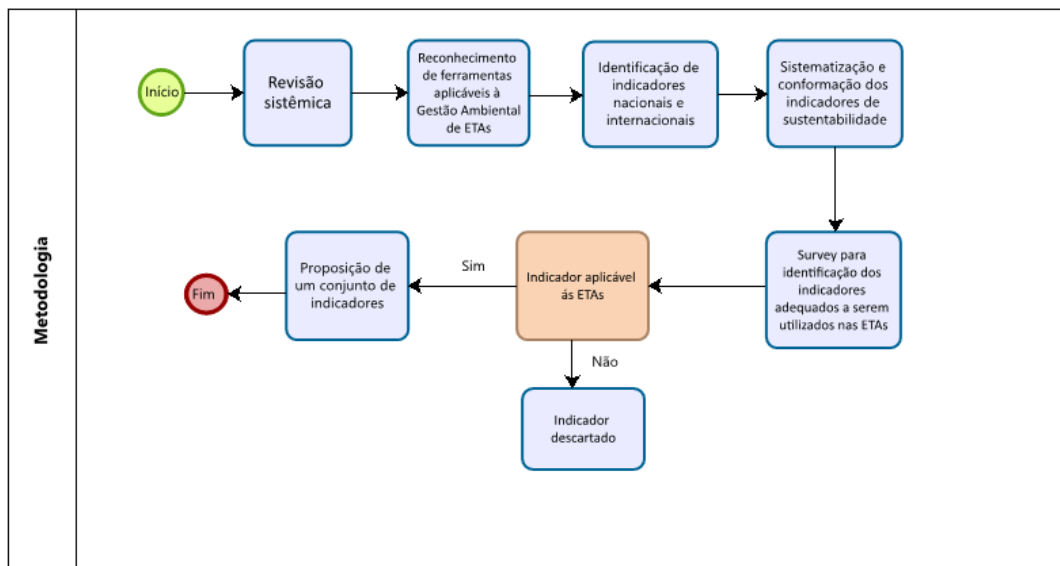 Metodologia
Início
Revisão
sistêmica
Reconhecimento
de ferramentas
aplicáveis à
Gestão Ambiental
de ETAs
Identificação de
indicadores
nacionais e
internacionais
Sistematização e
conformação dos
indicadores de
sustentabilidade
Survey para
identificação dos
indicadores
adequados a serem
utilizados nas ETAs
Indicador aplicável
ás ETAs
Sim
Não
Proposição de
um conjunto de
indicadores
Fim
Indicador
descartado